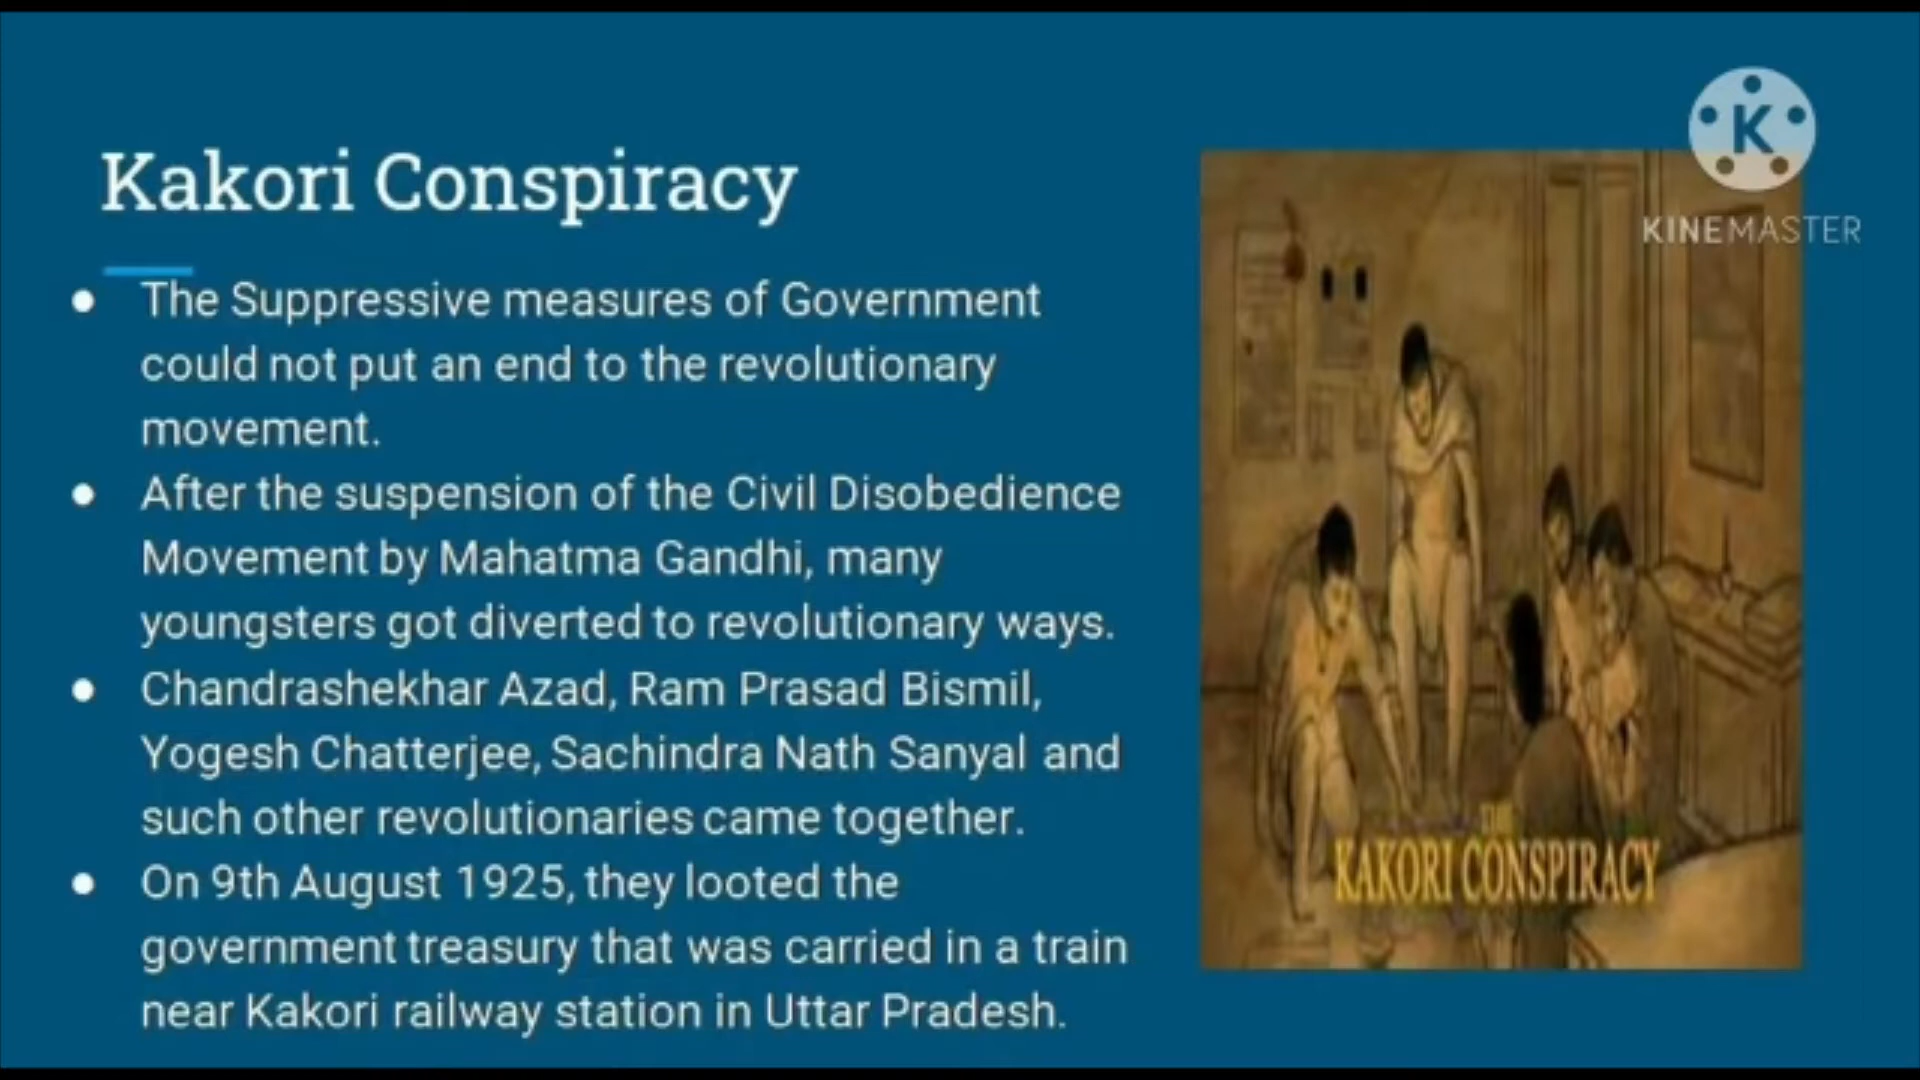 Kakori Conspiracy
● The Suppressive measures of Government
could not put an end to the revolutionary
movement.
● After the suspension of the Civil Disobedience
Movement by Mahatma Gandhi, many
youngsters got diverted to revolutionary ways.
● Chandrashekhar Azad, Ram Prasad Bismil,
Yogesh Chatterjee, Sachindra Nath Sanyal and
such other revolutionaries came together.
● On 9th August 1925, they looted the
government treasury that was carried in a train
near Kakori railway station in Uttar Pradesh.
K
KINEMASTER
THE
KAKORI CONSPIRACY